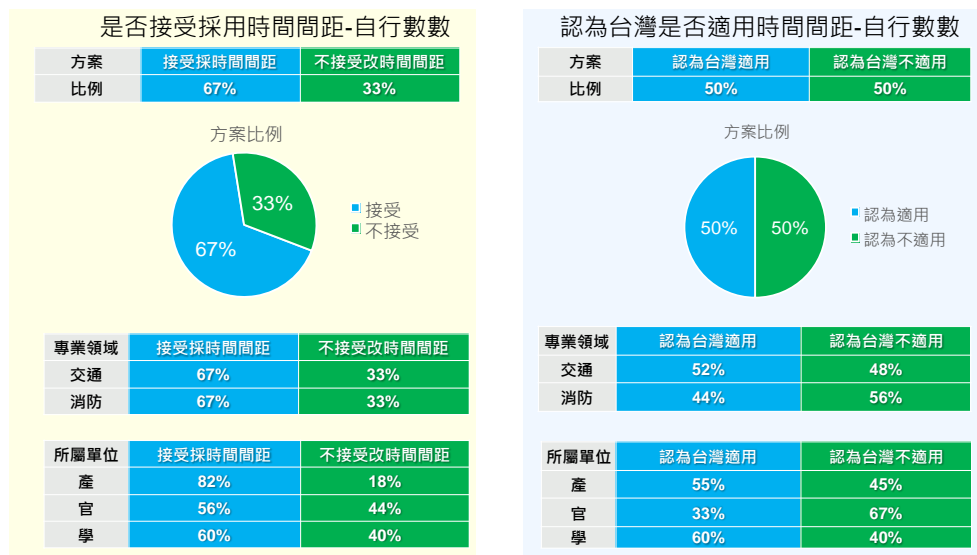 是否接受採用時間間距-自行數數
方案 接受採時間間距 不接受改時間間距
比例 67% 33%
方案比例
33%
67%
接受
不接受
專業領域 接受採時間間距 不接受改時間間距
交通 67% 33%
消防 67% 33%
所屬單位 接受採時間間距 不接受改時間間距
產 82% 18%
官 56% 44%
學 60% 40%
認為台灣是否適用時間間距-自行數數
方案 認為台灣適用 認為台灣不適用
比例 50% 50%
方案比例
50% 50%
認為適用
認為不適用
專業領域 認為台灣適用 認為台灣不適用
交通 52% 48%
消防 44% 56%
所屬單位 認為台灣適用 認為台灣不適用
產 55% 45%
官 33% 67%
學 60% 40%